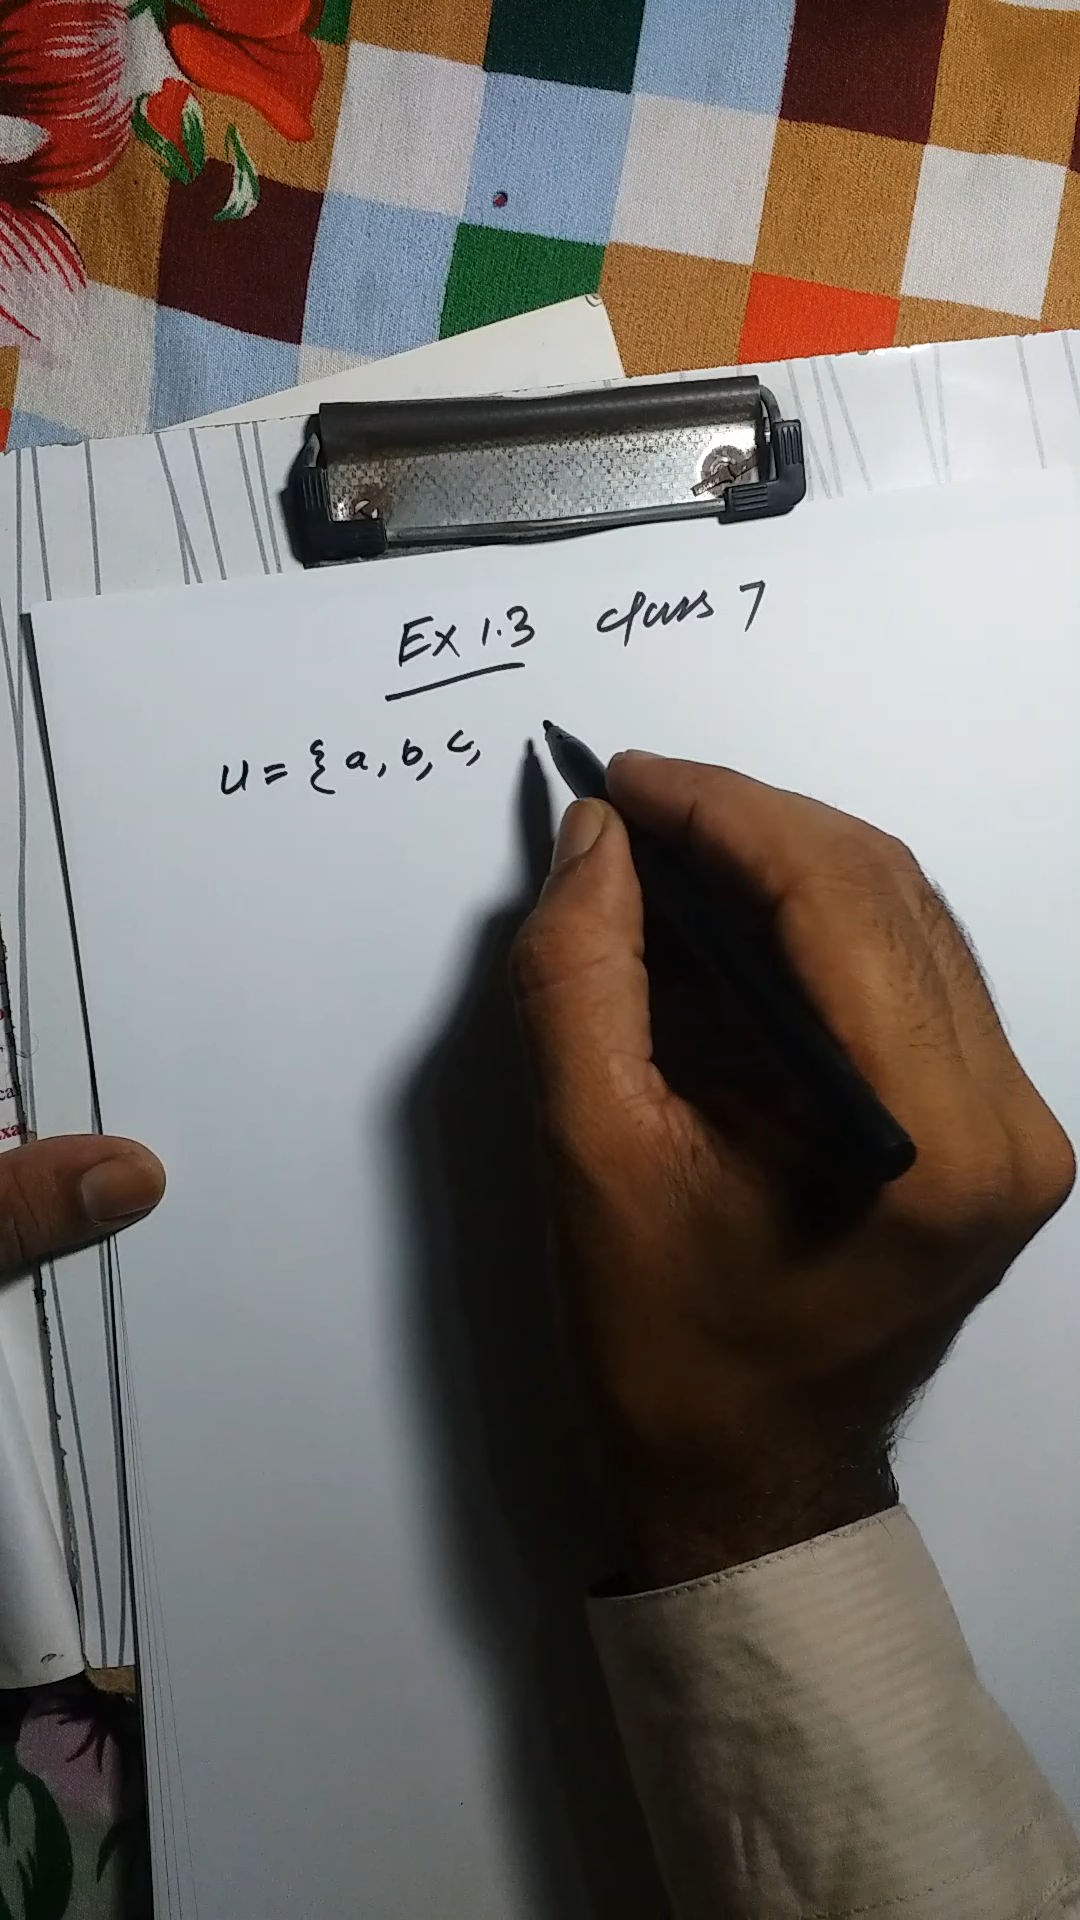 Ex 1.3 class 7
U = { a, b, c,